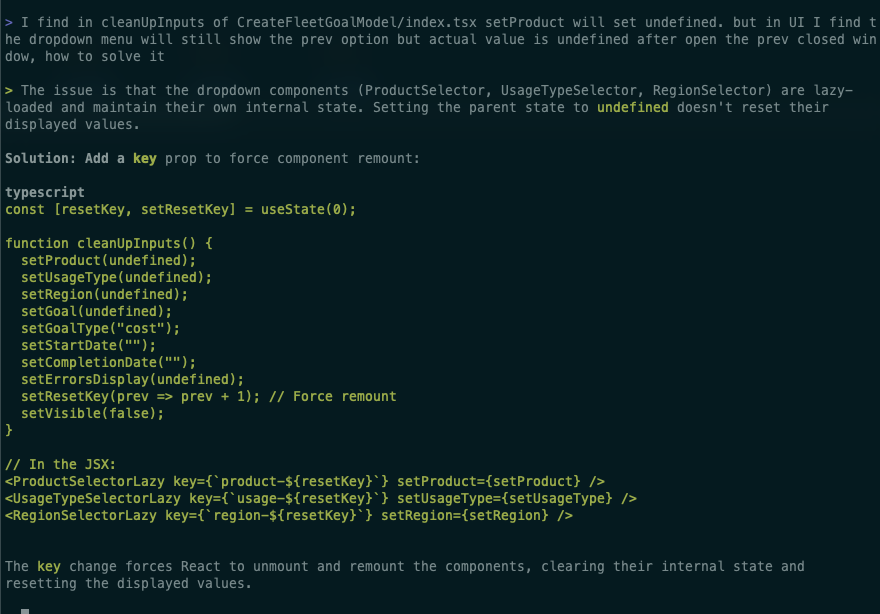 > I find in cleanUpInputs of CreateFleetGoalModel/index.tsx setProduct will set undefined. but in UI I find t
he dropdown menu will still show the prev option but actual value is undefined after open the prev closed win
dow, how to solve it
> The issue is that the dropdown components (ProductSelector, UsageTypeSelector, RegionSelector) are lazy-
loaded and maintain their own internal state. Setting the parent state to undefined doesn't reset their
displayed values.
Solution: Add a key prop to force component remount:
typescript
const [resetKey, setResetKey] = useState(0);
function cleanUpInputs() {
  setProduct(undefined);
  setUsageType(undefined);
  setRegion(undefined);
  setGoal(undefined);
  setGoalType("cost");
  setStartDate("");
  setCompletionDate("");
  setErrorsDisplay(undefined);
  setResetKey(prev => prev + 1); // Force remount
  setVisible(false);
}
// In the JSX:
<ProductSelectorLazy key={`product-${resetKey}`} setProduct={setProduct} />
<UsageTypeSelectorLazy key={`usage-${resetKey}`} setUsageType={setUsageType} />
<RegionSelectorLazy key={`region-${resetKey}`} setRegion={setRegion} />
The key change forces React to unmount and remount the components, clearing their internal state and
resetting the displayed values.